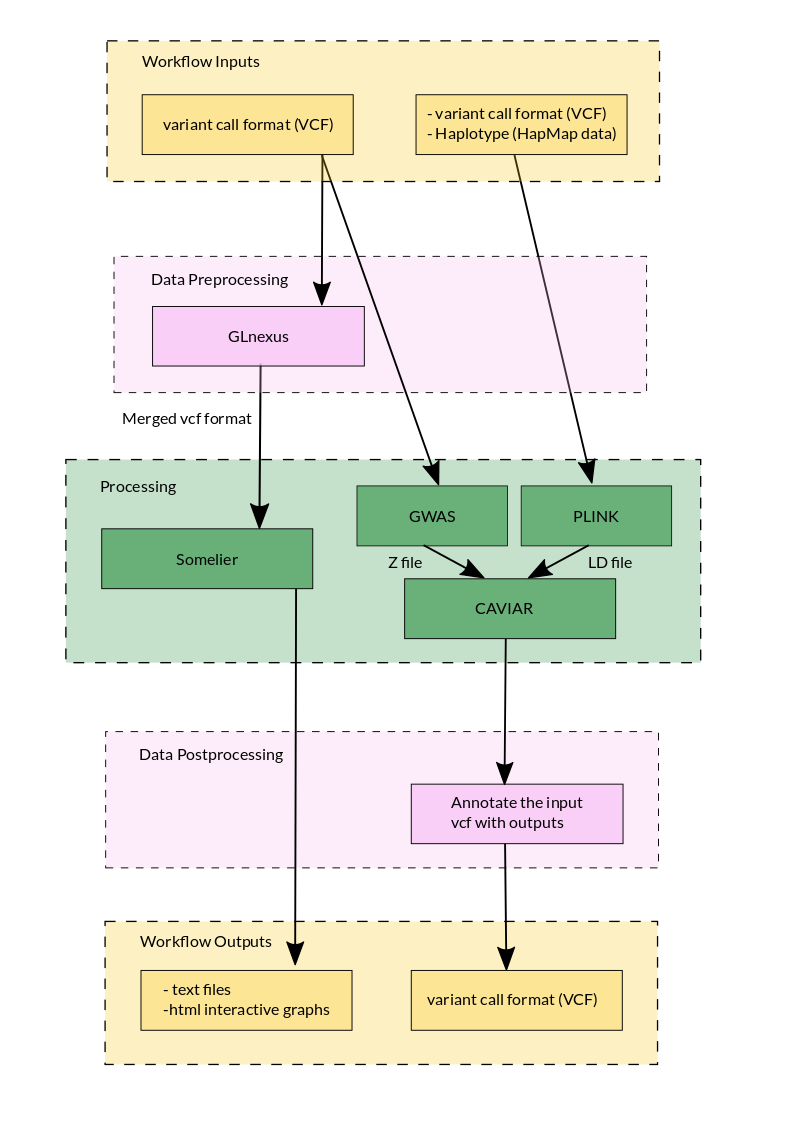 Workflow Inputs
variant call format (VCF)
- variant call format (VCF)
- Haplotype (HapMap data)
Data Preprocessing
GLnexus
Merged vcf format
Processing
GWAS
PLINK
Somelier
Z file
LD file
CAVIAR
Data Postprocessing
Annotate the input
vcf with outputs
Workflow Outputs
- text files
-html interactive graphs
variant call format (VCF)